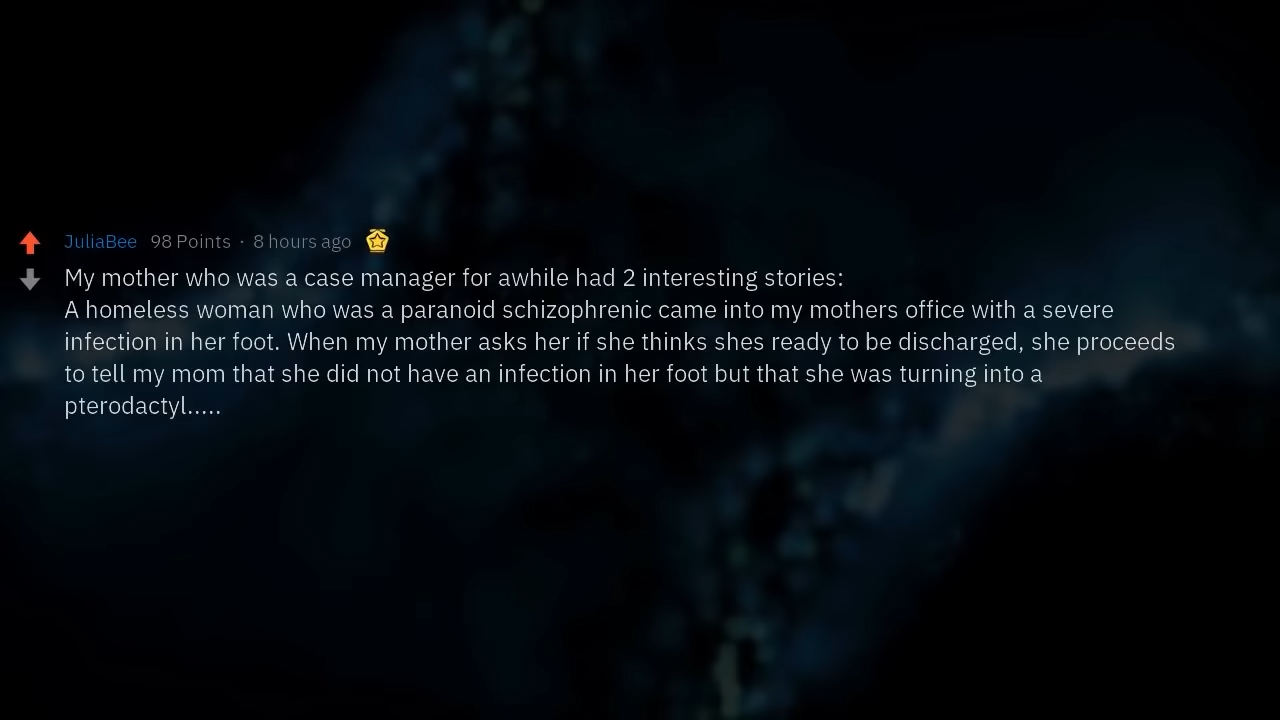 JuliaBee 98 Points · 8 hours ago
My mother who was a case manager for awhile had 2 interesting stories:
A homeless woman who was a paranoid schizophrenic came into my mothers office with a severe
infection in her foot. When my mother asks her if she thinks shes ready to be discharged, she proceeds
to tell my mom that she did not have an infection in her foot but that she was turning into a
pterodactyl.....